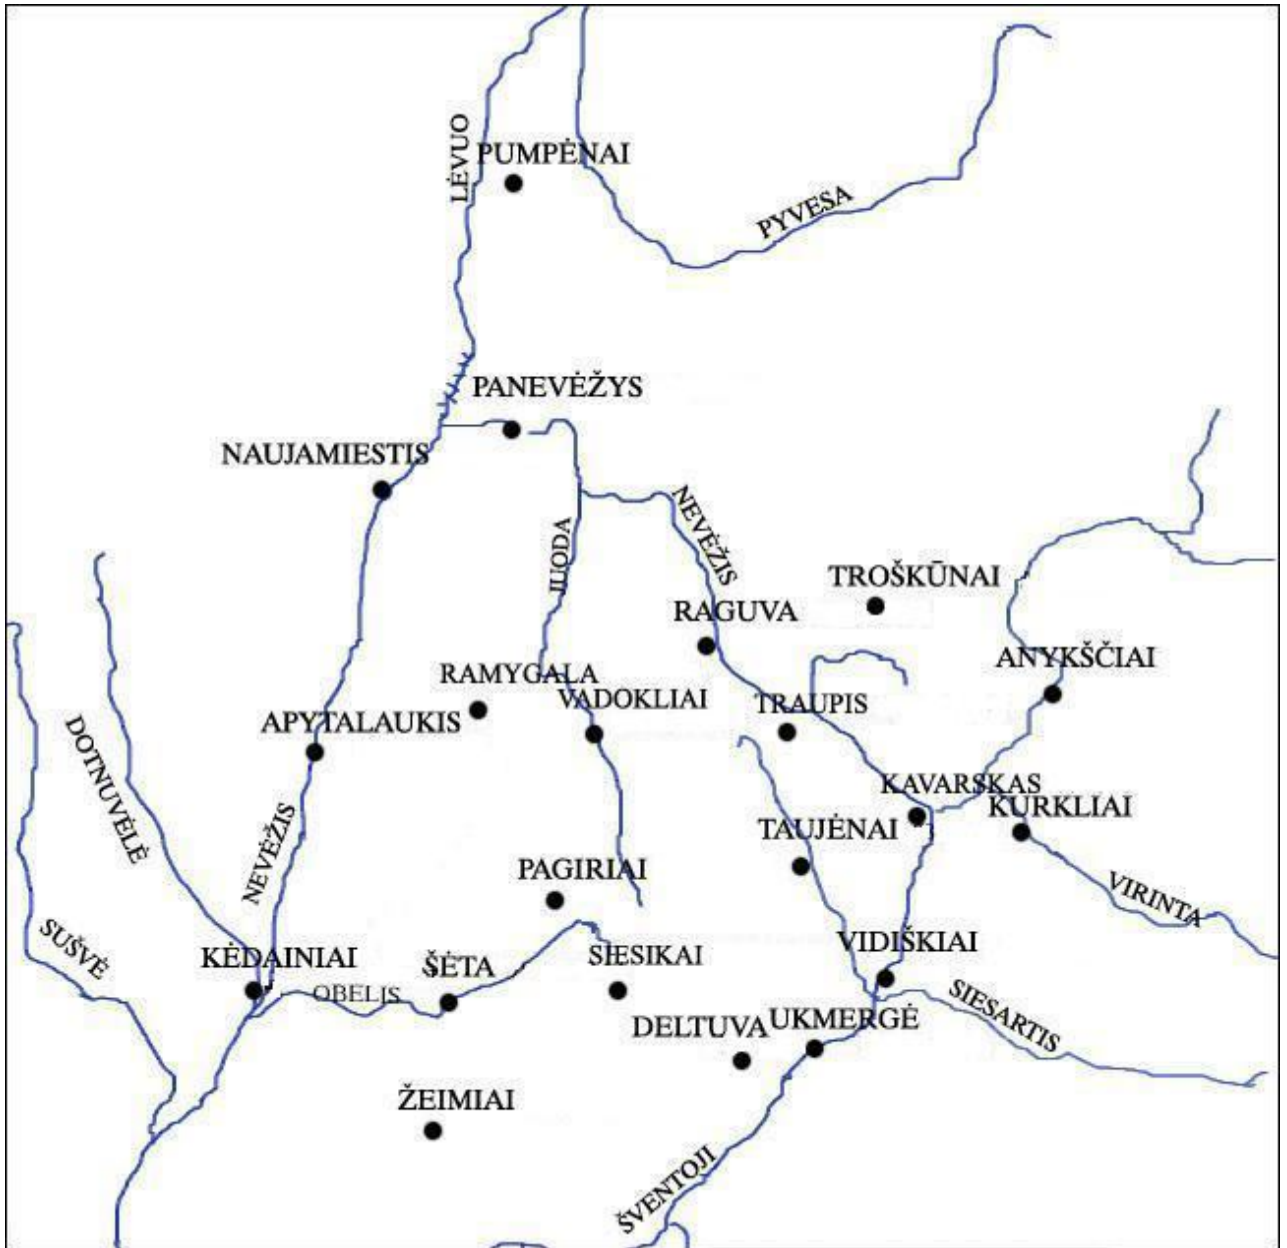 LĖVUO
PUMPĖNAI
PYVESA
PANEVĖŽYS
NAUJAMIESTIS
NEVĖŽIS
JUODA
TROŠKŪNAI
RAGUVA
ANYKŠČIAI
RAMYGALA
VADOKLIAI
TRAUPIS
APYTALAUKIS
DOTNUVĖLĖ
KAVARSKAS
KURKLIAI
NEVĖŽIS
TAUJĖNAI
PAGIRIAI
VIRINTA
SUŠVĖ
KĖDAINIAI
ŠĖTA
SIESIKAI
VIDIŠKIAI
OBELIS
SIESARTIS
DELTUVA
UKMERGĖ
ŽEIMIAI
ŠVENTOJI